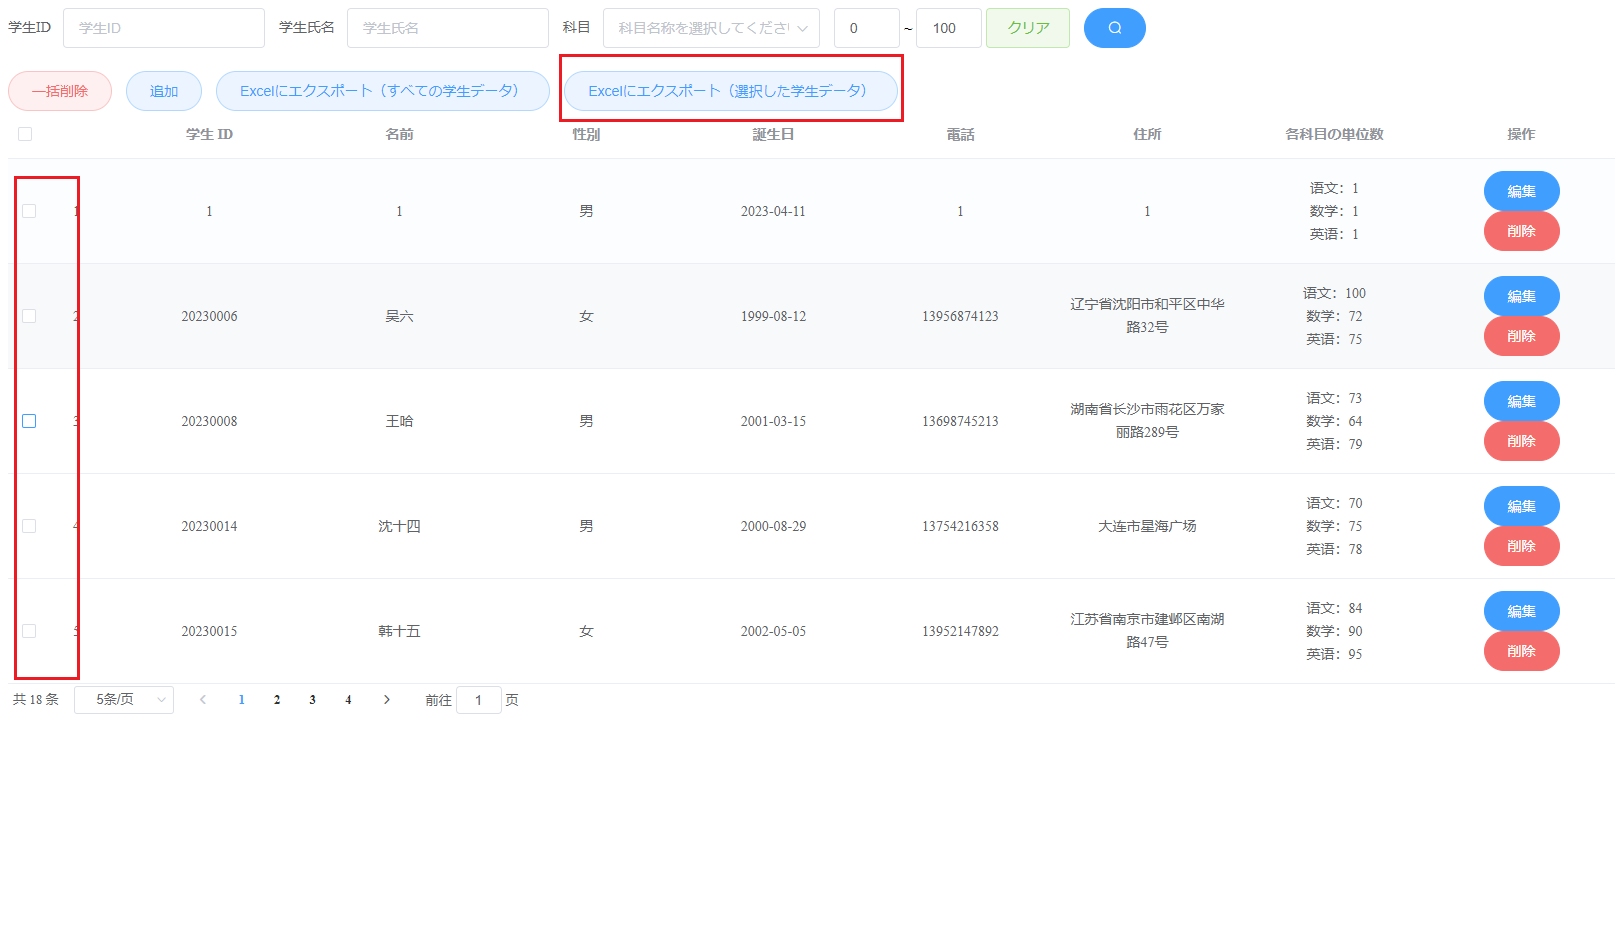 学生ID 学生ID 学生氏名 学生氏名 科目 科目名称を選択してくださ 0 ~ 100 クリア
一括削除 追加 Excelにエクスポート（すべての学生データ） Excelにエクスポート（選択した学生データ）
学生 ID 名前 性別 誕生日 電話 住所 各科目の単位数 操作
语文：1 編集
1 1 1 男 2023-04-11 1 1 数学：1
英语：1 削除
辽宁省沈阳市和平区中华 语文：100 編集
2 20230006 吴六 女 1999-08-12 13956874123 数学：72
路32号 英语：75 削除
湖南省长沙市雨花区万家 语文：73 編集
3 20230008 王哈 男 2001-03-15 13698745213 数学：64
丽路289号 英语：79 削除
语文：70 編集
4 20230014 沈十四 男 2000-08-29 13754216358 大连市星海广场 数学：75
英语：78 削除
江苏省南京市建邺区南湖 语文：84 編集
5 20230015 韩十五 女 2002-05-05 13952147892 数学：90
路47号 英语：95 削除
共 18 条 5条/页 1 2 3 4 前往 1 页